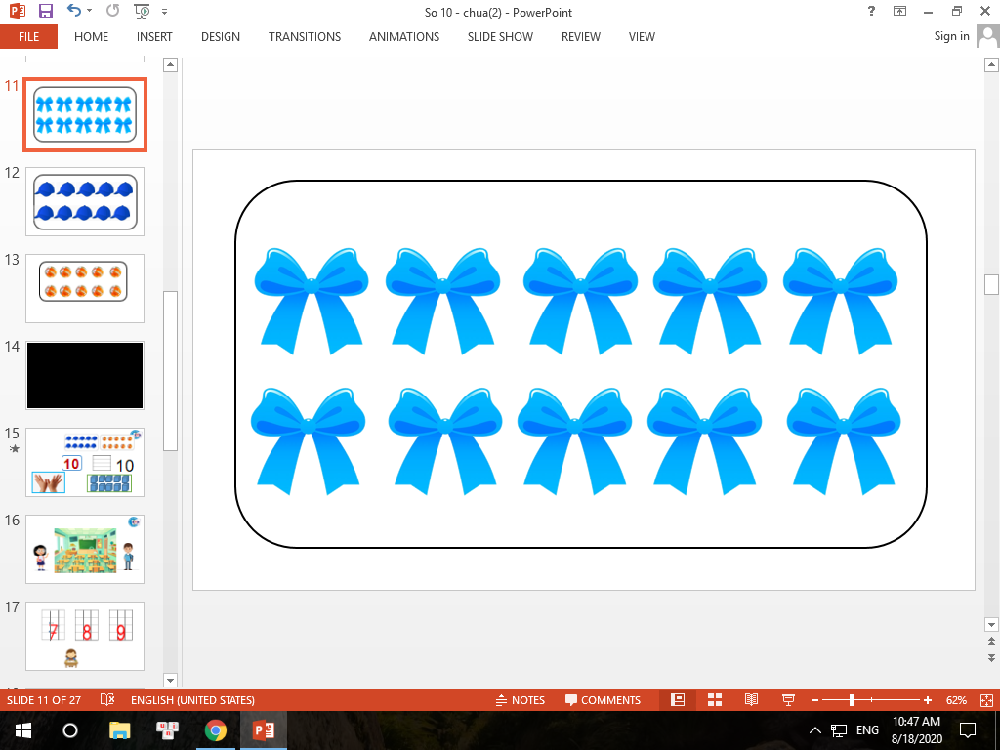 So 10 - chua(2) - PowerPoint
?
Sign in
FILE HOME INSERT DESIGN TRANSITIONS ANIMATIONS SLIDE SHOW REVIEW VIEW
11
12
13
14
15
10
10
16
17
7 8 9
SLIDE 11 OF 27 ENGLISH (UNITED STATES) NOTES COMMENTS 62%
ENG
10:47 AM
8/18/2020